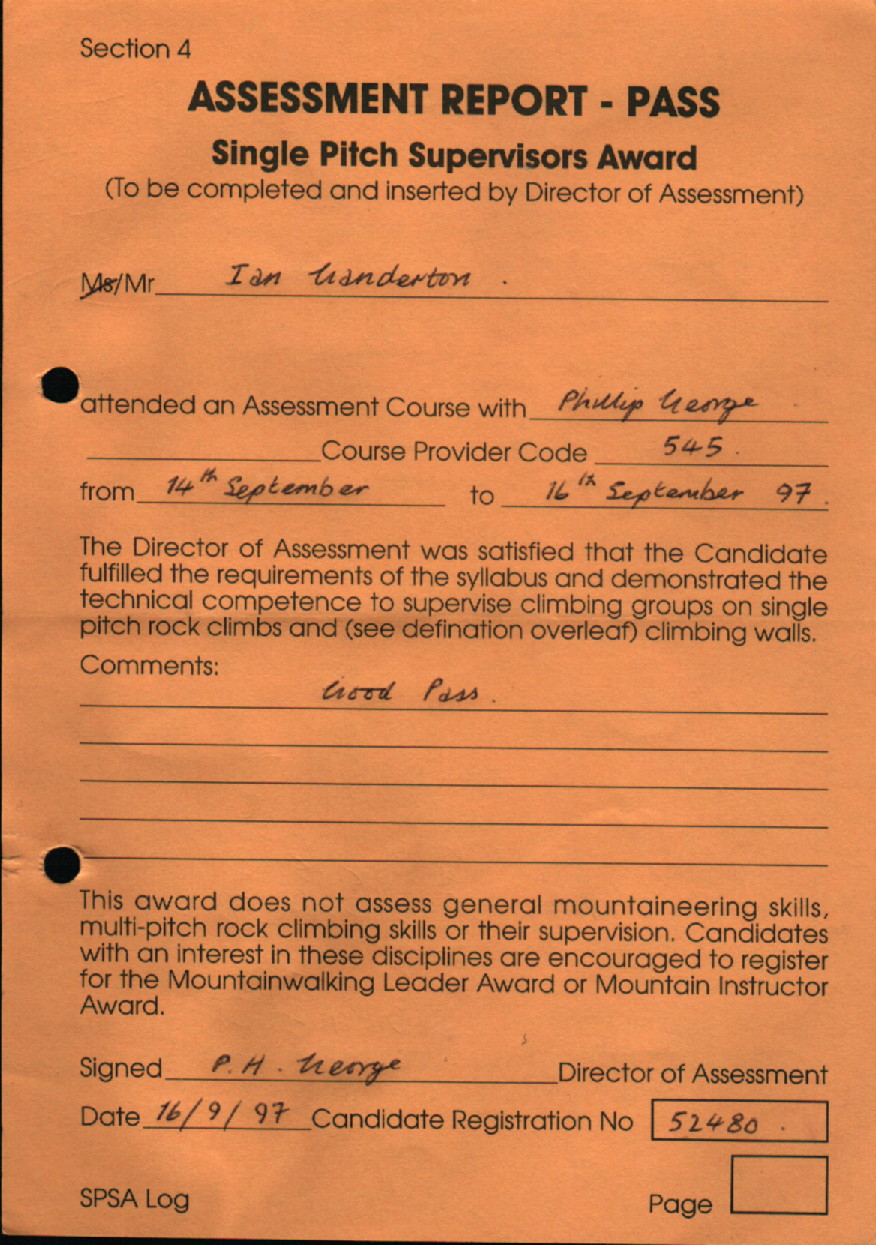 Section 4
ASSESSMENT REPORT - PASS
Single Pitch Supervisors Award
(To be completed and inserted by Director of Assessment)
Ms/Mr Ian Ganderton .
attended an Assessment Course with Phillip George
Course Provider Code 545.
from 14th September to 16th September 97.
The Director of Assessment was satisfied that the Candidate
fulfilled the requirements of the syllabus and demonstrated the
technical competence to supervise climbing groups on single
pitch rock climbs and (see defination overleaf) climbing walls.
Comments:
Good Pass.
This award does not assess general mountaineering skills,
multi-pitch rock climbing skills or their supervision. Candidates
with an interest in these disciplines are encouraged to register
for the Mountainwalking Leader Award or Mountain Instructor
Award.
Signed P.H. George Director of Assessment
Date 16/9/97 Candidate Registration No 52480 .
SPSA Log Page